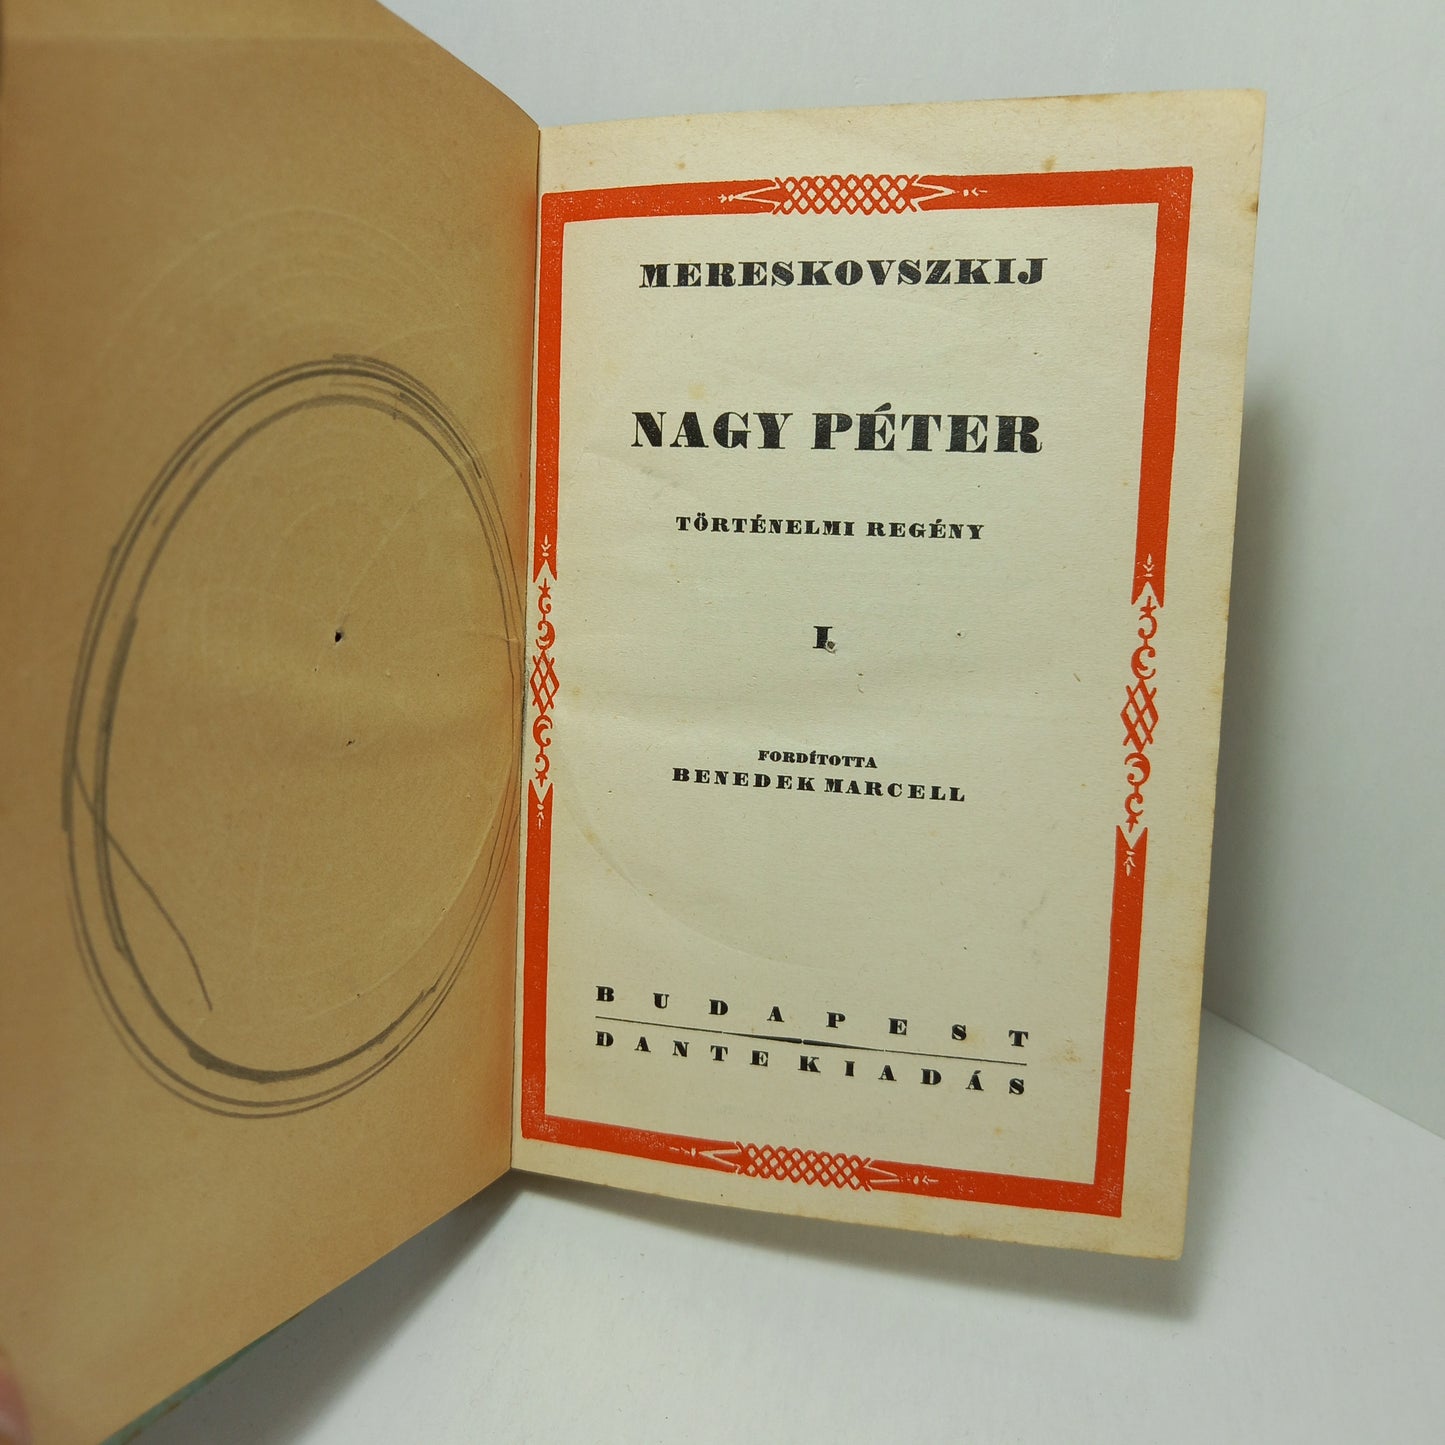 MERESKOVSZKIJ
NAGY PÉTER
TÖRTÉNELMI REGÉNY
I.
FORDÍTOTTA
BENEDEK MARCELL
BUDAPEST
DANTE KIADÁS